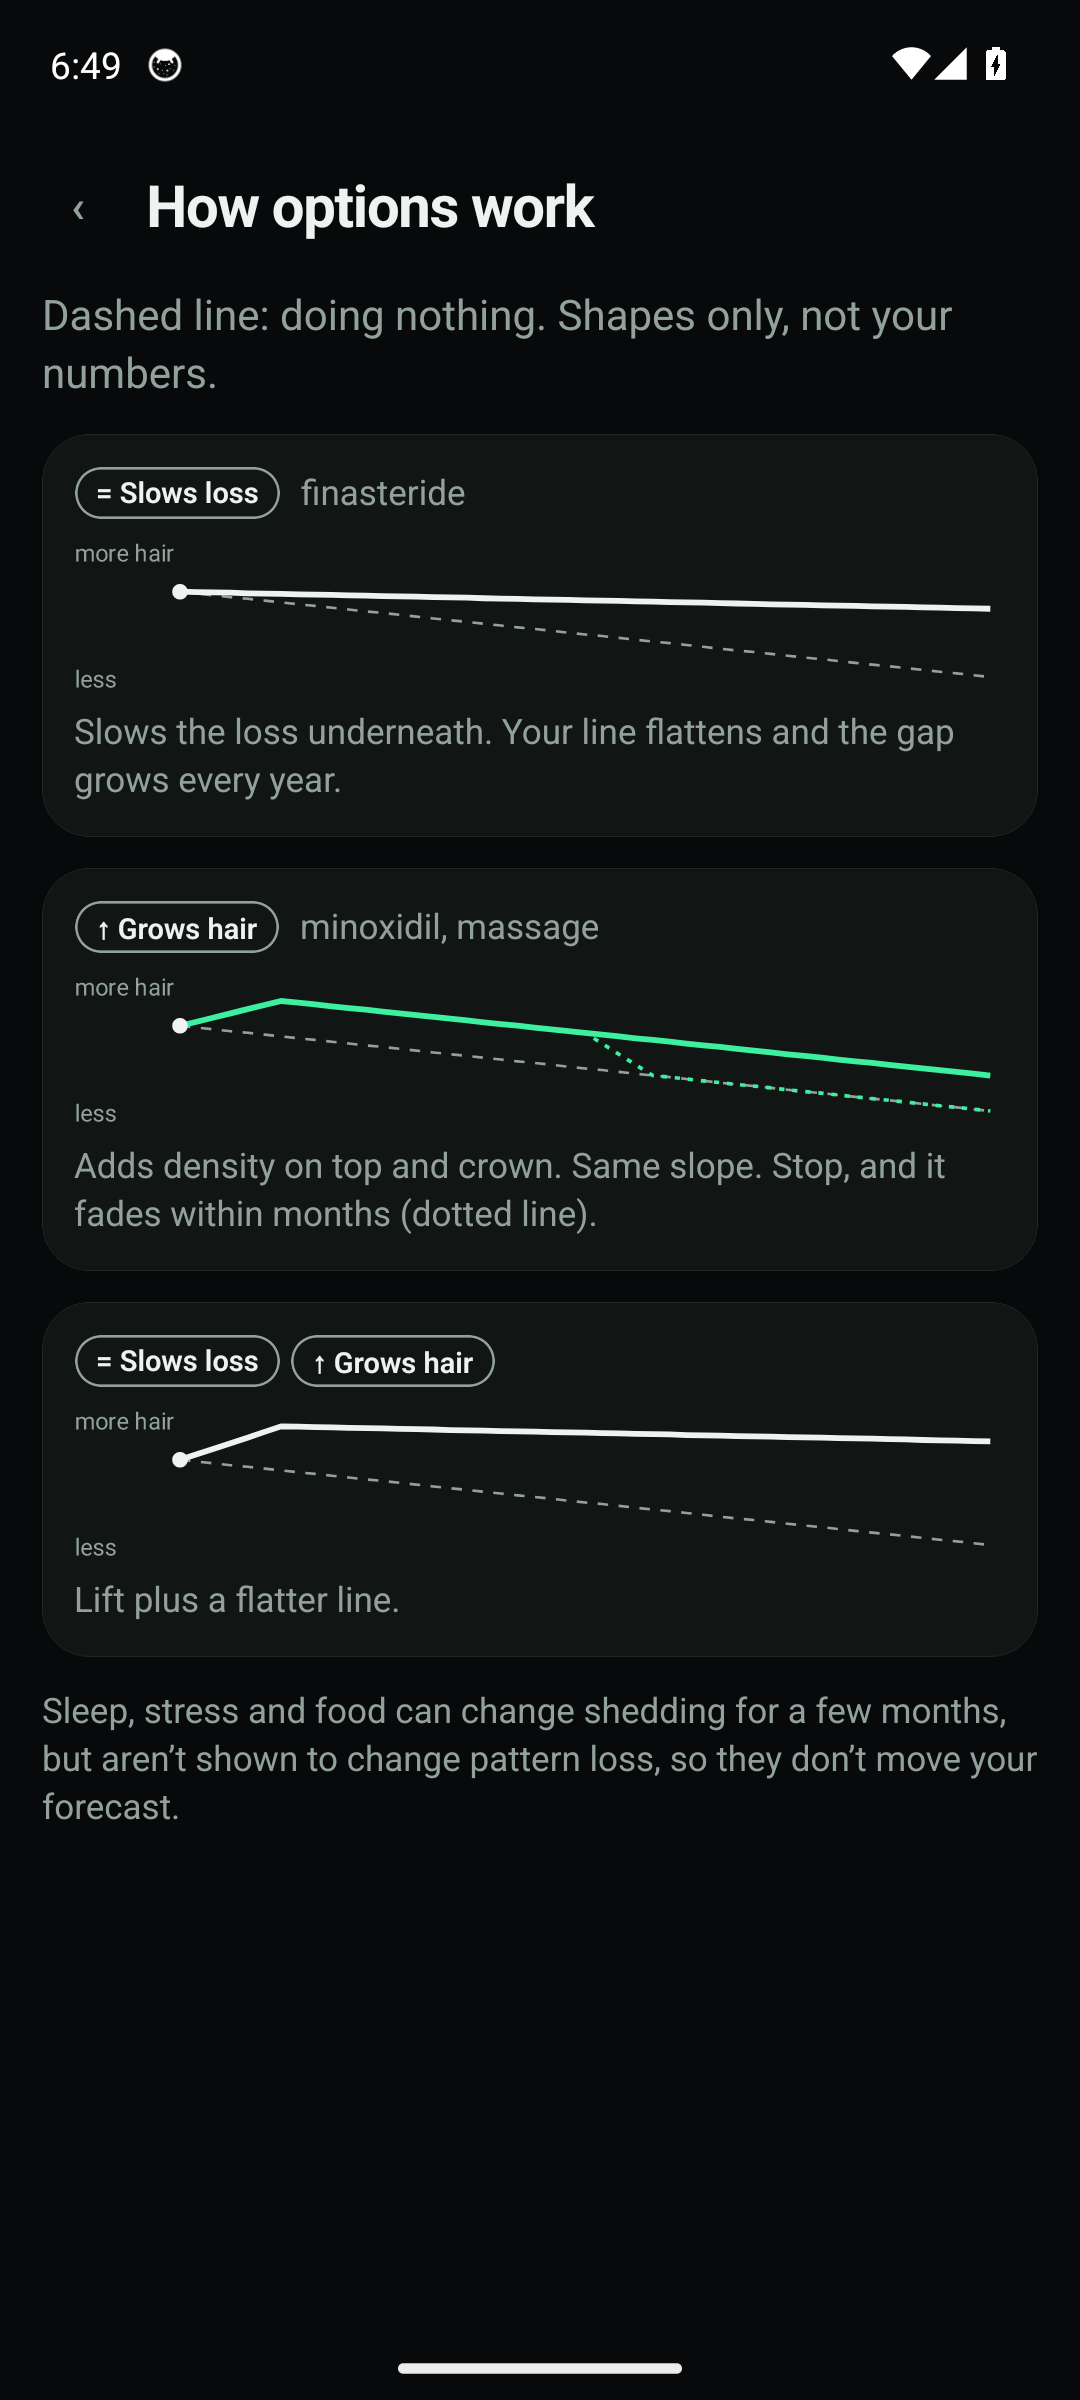 6:49
‹ How options work
Dashed line: doing nothing. Shapes only, not your
numbers.
= Slows loss finasteride
more hair
less
Slows the loss underneath. Your line flattens and the gap
grows every year.
↑ Grows hair minoxidil, massage
more hair
less
Adds density on top and crown. Same slope. Stop, and it
fades within months (dotted line).
= Slows loss ↑ Grows hair
more hair
less
Lift plus a flatter line.
Sleep, stress and food can change shedding for a few months,
but aren’t shown to change pattern loss, so they don’t move your
forecast.